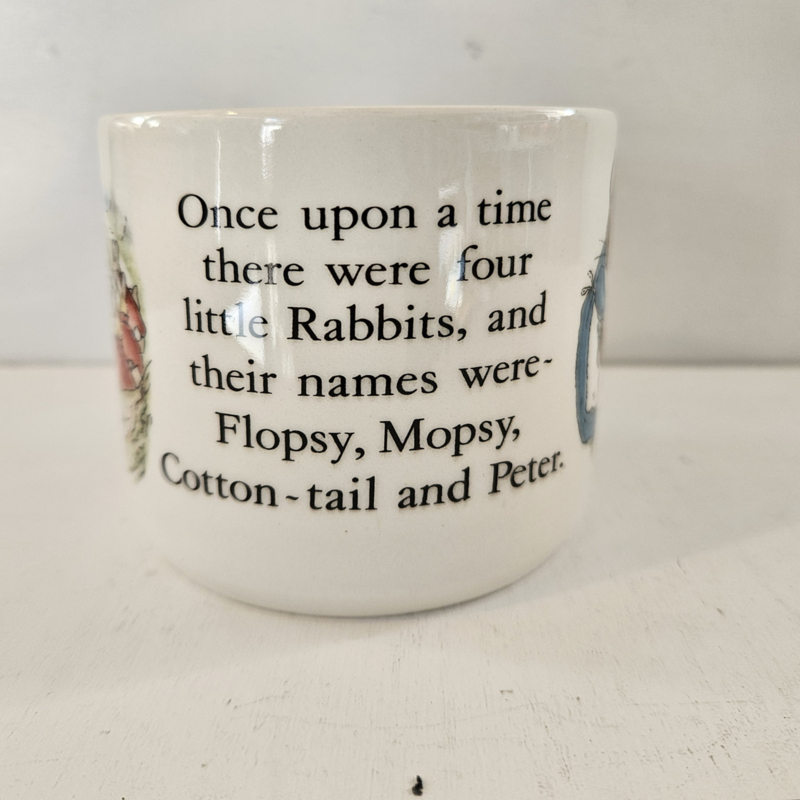 Once upon a time
there were four
little Rabbits, and
their names were-
Flopsy, Mopsy,
Cotton-tail and Peter.